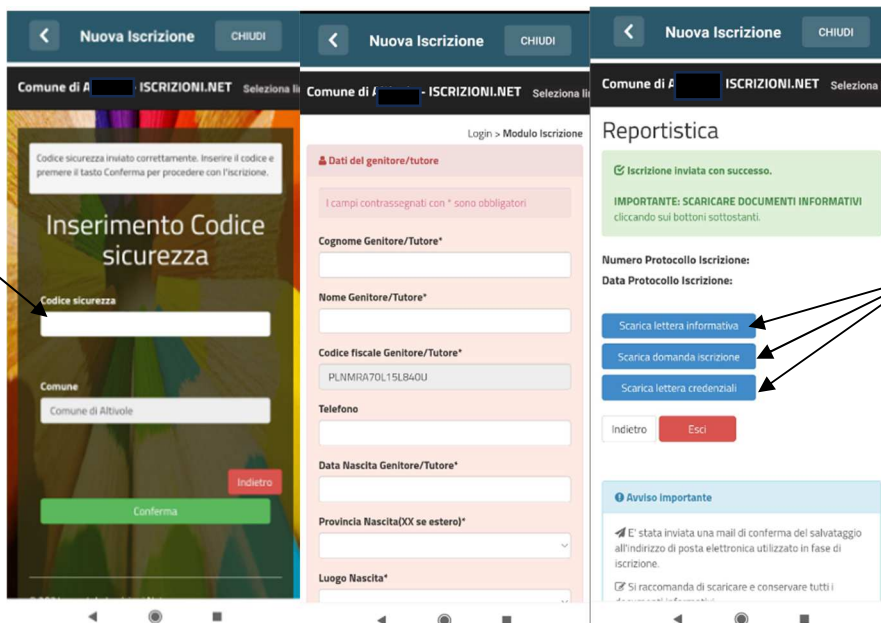 Nuova Iscrizione
CHIUDI
Comune di A
ISCRIZIONI.NET
Seleziona
Codice sicurezza inviato correttamente. Inserire il codice e
premere il tasto Conferma per procedere con l'iscrizione.
Inserimento Codice
sicurezza
Codice sicurezza
Comune
Comune di Altivole
Indietro
Conferma
Nuova Iscrizione
CHIUDI
Comune di
- ISCRIZIONI.NET
Seleziona
Login > Modulo Iscrizione
Dati del genitore/tutore
I campi contrassegnati con * sono obbligatori
Cognome Genitore/Tutore*
Nome Genitore/Tutore*
Codice fiscale Genitore/Tutore*
PLNMRA70L15L840U
Telefono
Data Nascita Genitore/Tutore*
Provincia Nascita(XX se estero)*
Luogo Nascita*
Nuova Iscrizione
CHIUDI
Comune di
ISCRIZIONI.NET
Seleziona
Reportistica
Iscrizione inviata con successo.
IMPORTANTE: SCARICARE DOCUMENTI INFORMATIVI
cliccando sui bottoni sottostanti.
Numero Protocollo Iscrizione:
Data Protocollo Iscrizione:
Scarica lettera informativa
Scarica domanda iscrizione
Scarica lettera credenziali
Indietro
Esci
Avviso importante
E' stata inviata una mail di conferma del salvataggio
all'indirizzo di posta elettronica utilizzato in fase di
iscrizione.
Si raccomanda di scaricare e conservare tutti i